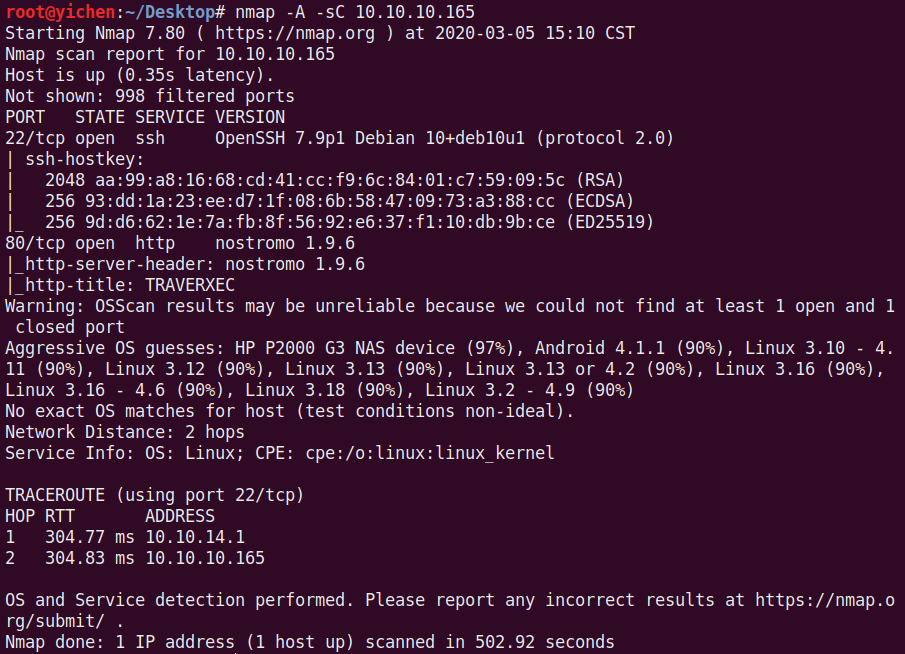 root@yichen:~/Desktop# nmap -A -sC 10.10.10.165
Starting Nmap 7.80 ( https://nmap.org ) at 2020-03-05 15:10 CST
Nmap scan report for 10.10.10.165
Host is up (0.35s latency).
Not shown: 998 filtered ports
PORT   STATE SERVICE VERSION
22/tcp open  ssh     OpenSSH 7.9p1 Debian 10+deb10u1 (protocol 2.0)
| ssh-hostkey:
|   2048 aa:99:a8:16:68:cd:41:cc:f9:6c:84:01:c7:59:09:5c (RSA)
|   256 93:dd:1a:23:ee:d7:1f:08:6b:58:47:09:73:a3:88:cc (ECDSA)
|_  256 9d:d6:62:1e:7a:fb:8f:56:92:e6:37:f1:10:db:9b:ce (ED25519)
80/tcp open  http    nostromo 1.9.6
|_http-server-header: nostromo 1.9.6
|_http-title: TRAVERXEC
Warning: OSScan results may be unreliable because we could not find at least 1 open and 1
 closed port
Aggressive OS guesses: HP P2000 G3 NAS device (97%), Android 4.1.1 (90%), Linux 3.10 - 4.
11 (90%), Linux 3.12 (90%), Linux 3.13 (90%), Linux 3.13 or 4.2 (90%), Linux 3.16 (90%),
Linux 3.16 - 4.6 (90%), Linux 3.18 (90%), Linux 3.2 - 4.9 (90%)
No exact OS matches for host (test conditions non-ideal).
Network Distance: 2 hops
Service Info: OS: Linux; CPE: cpe:/o:linux:linux_kernel

TRACEROUTE (using port 22/tcp)
HOP RTT       ADDRESS
1   304.77 ms 10.10.14.1
2   304.83 ms 10.10.10.165

OS and Service detection performed. Please report any incorrect results at https://nmap.o
rg/submit/ .
Nmap done: 1 IP address (1 host up) scanned in 502.92 seconds